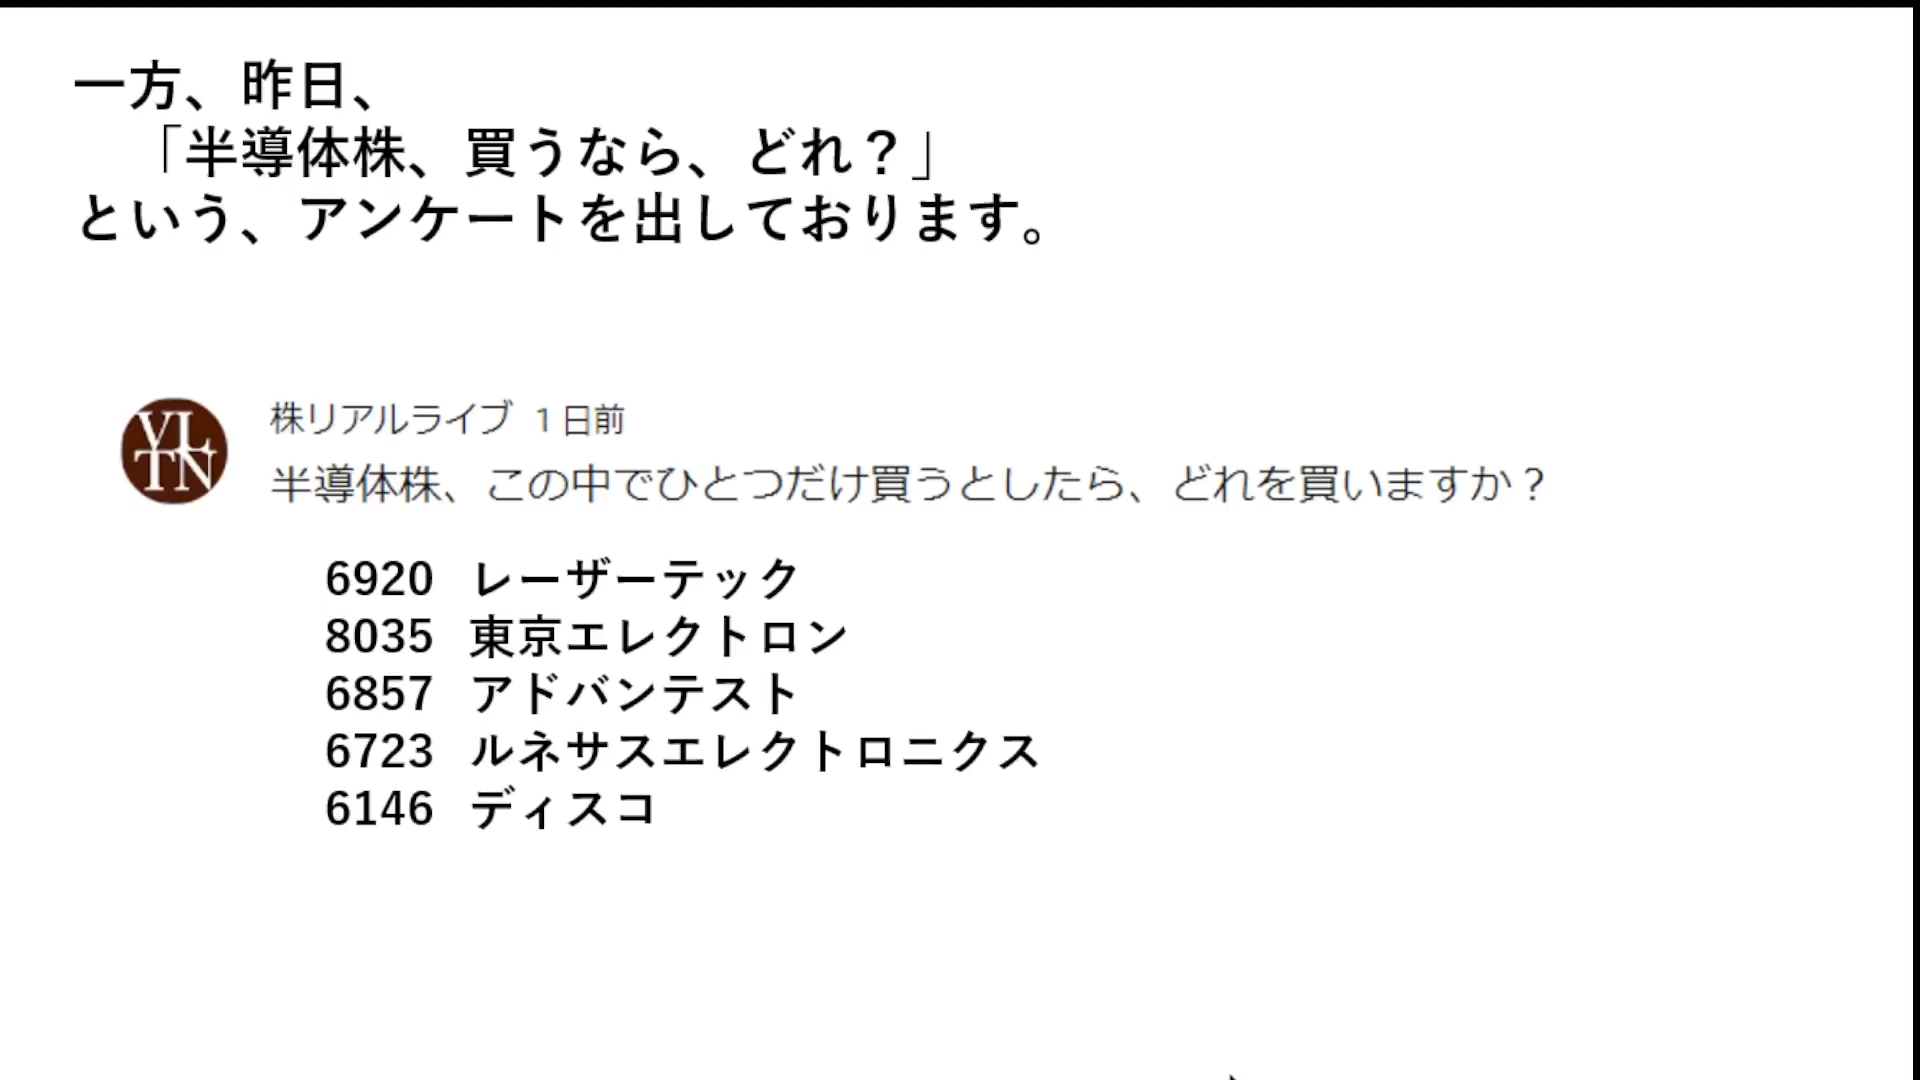 一方、昨日、
「半導体株、買うなら、どれ？」
という、アンケートを出しております。
VL
TN
株リアルライブ 1 日前
半導体株、この中でひとつだけ買うとしたら、どれを買いますか？
6920 レーザーテック
8035 東京エレクトロン
6857 アドバンテスト
6723 ルネサスエレクトロニクス
6146 ディスコ